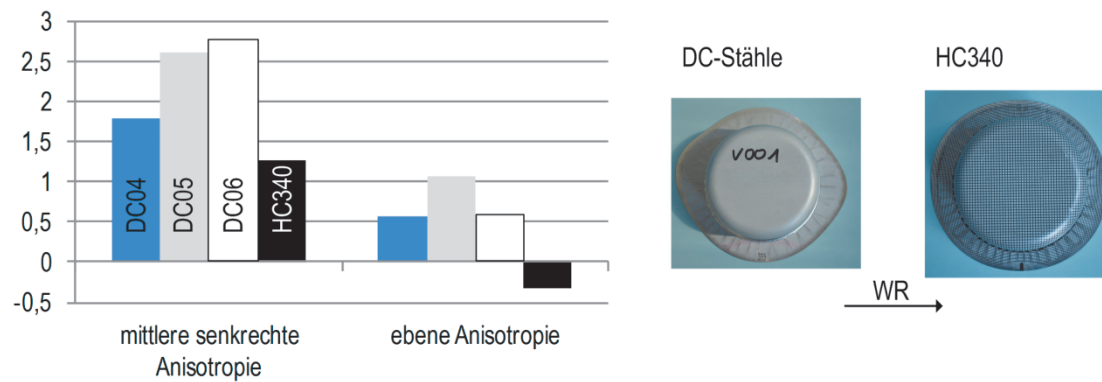 3
2,5
2
1,5
1
0,5
0
-0,5
DC04
DC05
DC06
HC340
mittlere senkrechte
Anisotropie
ebene Anisotropie
DC-Stähle
HC340
V001
WR